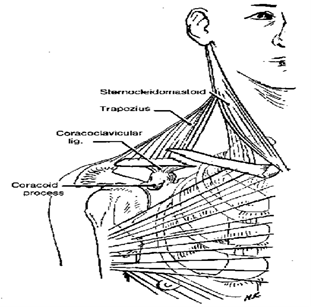 Sternocleidomastoid
Trapezius
Coracoclavicular
lig.
Coracoid
process